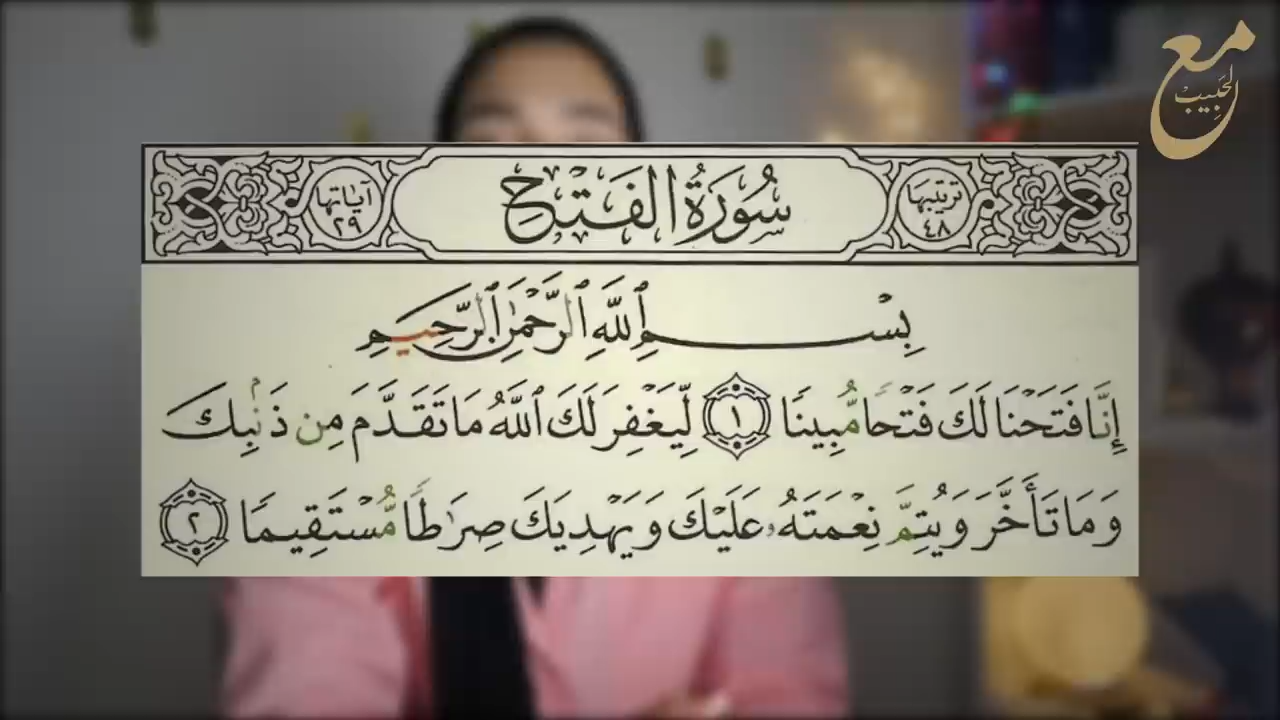 مع الحبيب
ترتيبها ٤٨
سُورَةُ الفَتْحِ
آياتها ٢٩
بِسْمِ ٱللَّهِ ٱلرَّحْمَٰنِ ٱلرَّحِيمِ
إِنَّا فَتَحْنَا لَكَ فَتْحًا مُّبِينًا ١ لِّيَغْفِرَ لَكَ ٱللَّهُ مَا تَقَدَّمَ مِن ذَنۢبِكَ
وَمَا تَأَخَّرَ وَيُتِمَّ نِعْمَتَهُۥ عَلَيْكَ وَيَهْدِيَكَ صِرَٰطًا مُّسْتَقِيمًا ٢